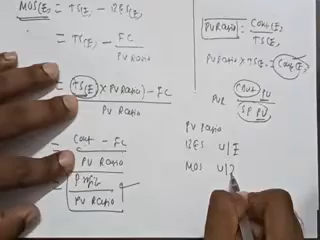 MOS(₹) = TS(₹) - BES(₹)
= TS(₹) - FC / PV Ratio
= (TS(₹) × PV Ratio) - FC / PV Ratio
= Cont - FC / PV Ratio
= Profit / PV Ratio
PV Ratio = Cont(₹) / TS(₹)
PV Ratio × TS(₹) = Cont(₹)
PVR Cont PU / SP PU
PV Ratio
BES U/₹
MOS U/₹